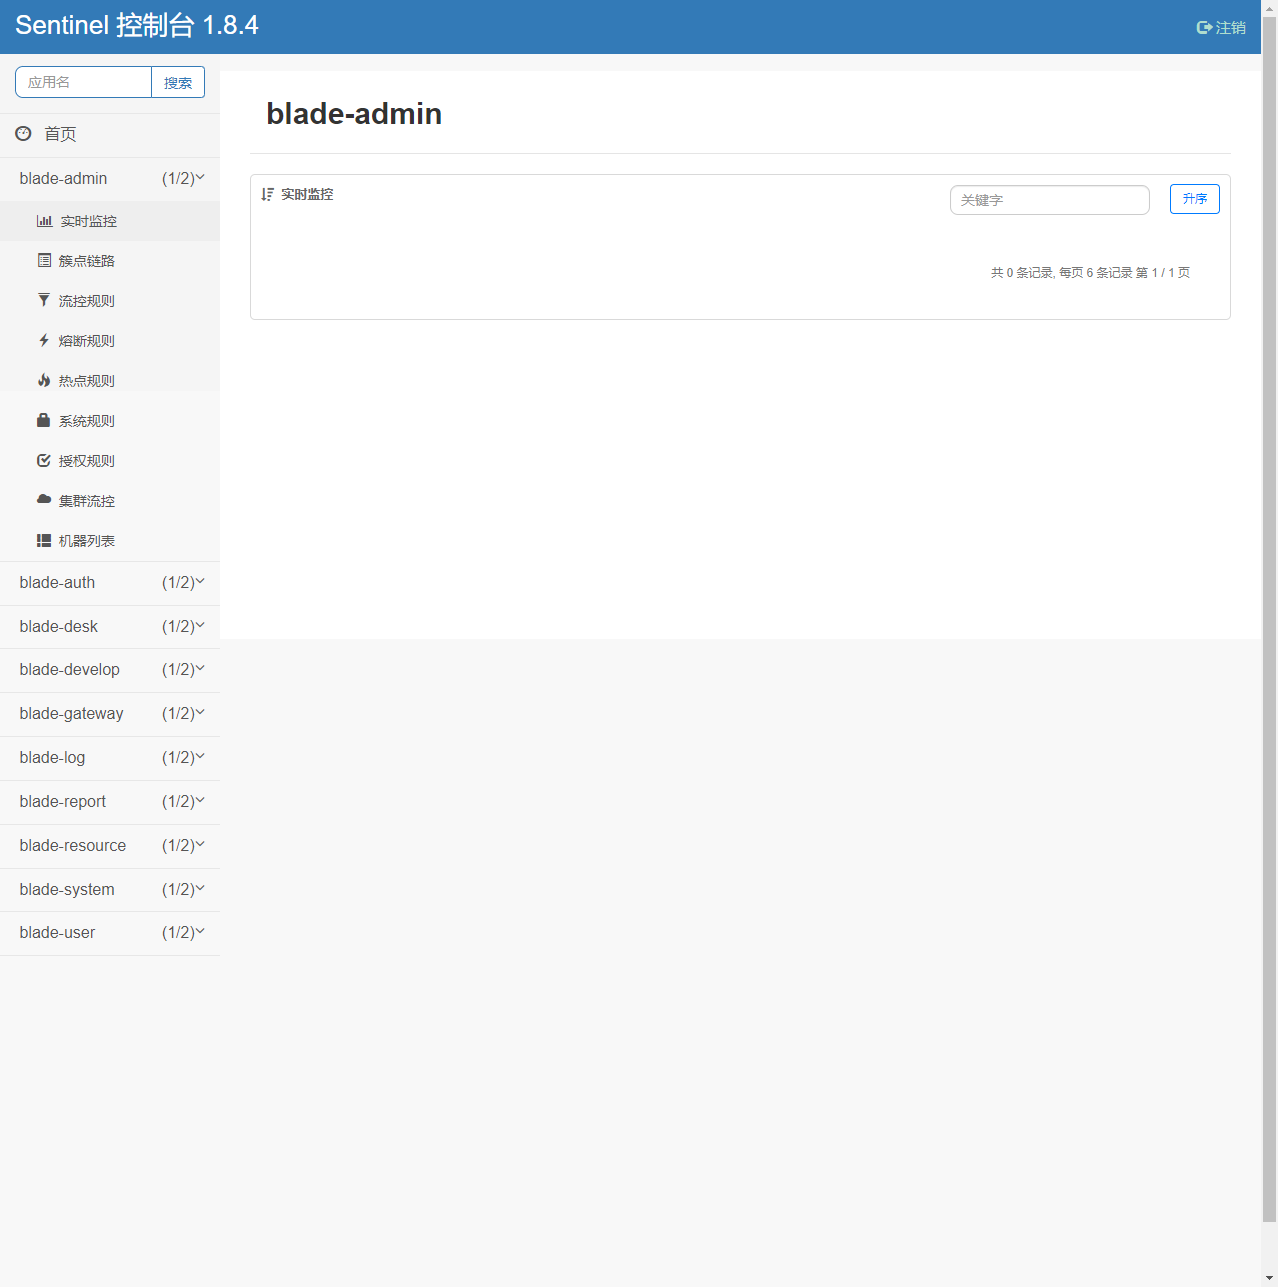 Sentinel 控制台 1.8.4
注销
应用名 搜索
首页
blade-admin (1/2)
实时监控
簇点链路
流控规则
熔断规则
热点规则
系统规则
授权规则
集群流控
机器列表
blade-auth (1/2)
blade-desk (1/2)
blade-develop (1/2)
blade-gateway (1/2)
blade-log (1/2)
blade-report (1/2)
blade-resource (1/2)
blade-system (1/2)
blade-user (1/2)
blade-admin
实时监控 关键字 升序
共 0 条记录, 每页 6 条记录 第 1 / 1 页